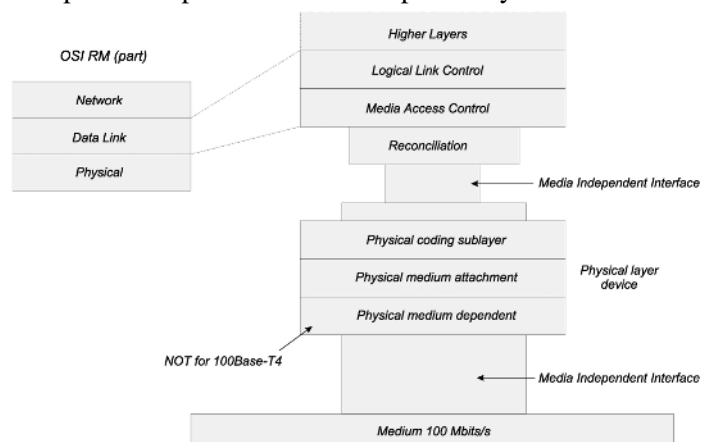 OSI RM (part)
Network
Data Link
Physical
Higher Layers
Logical Link Control
Media Access Control
Reconciliation
Media Independent Interface
Physical coding sublayer
Physical medium attachment
Physical medium dependent
Physical layer
device
NOT for 100Base-T4
Media Independent Interface
Medium 100 Mbits/s